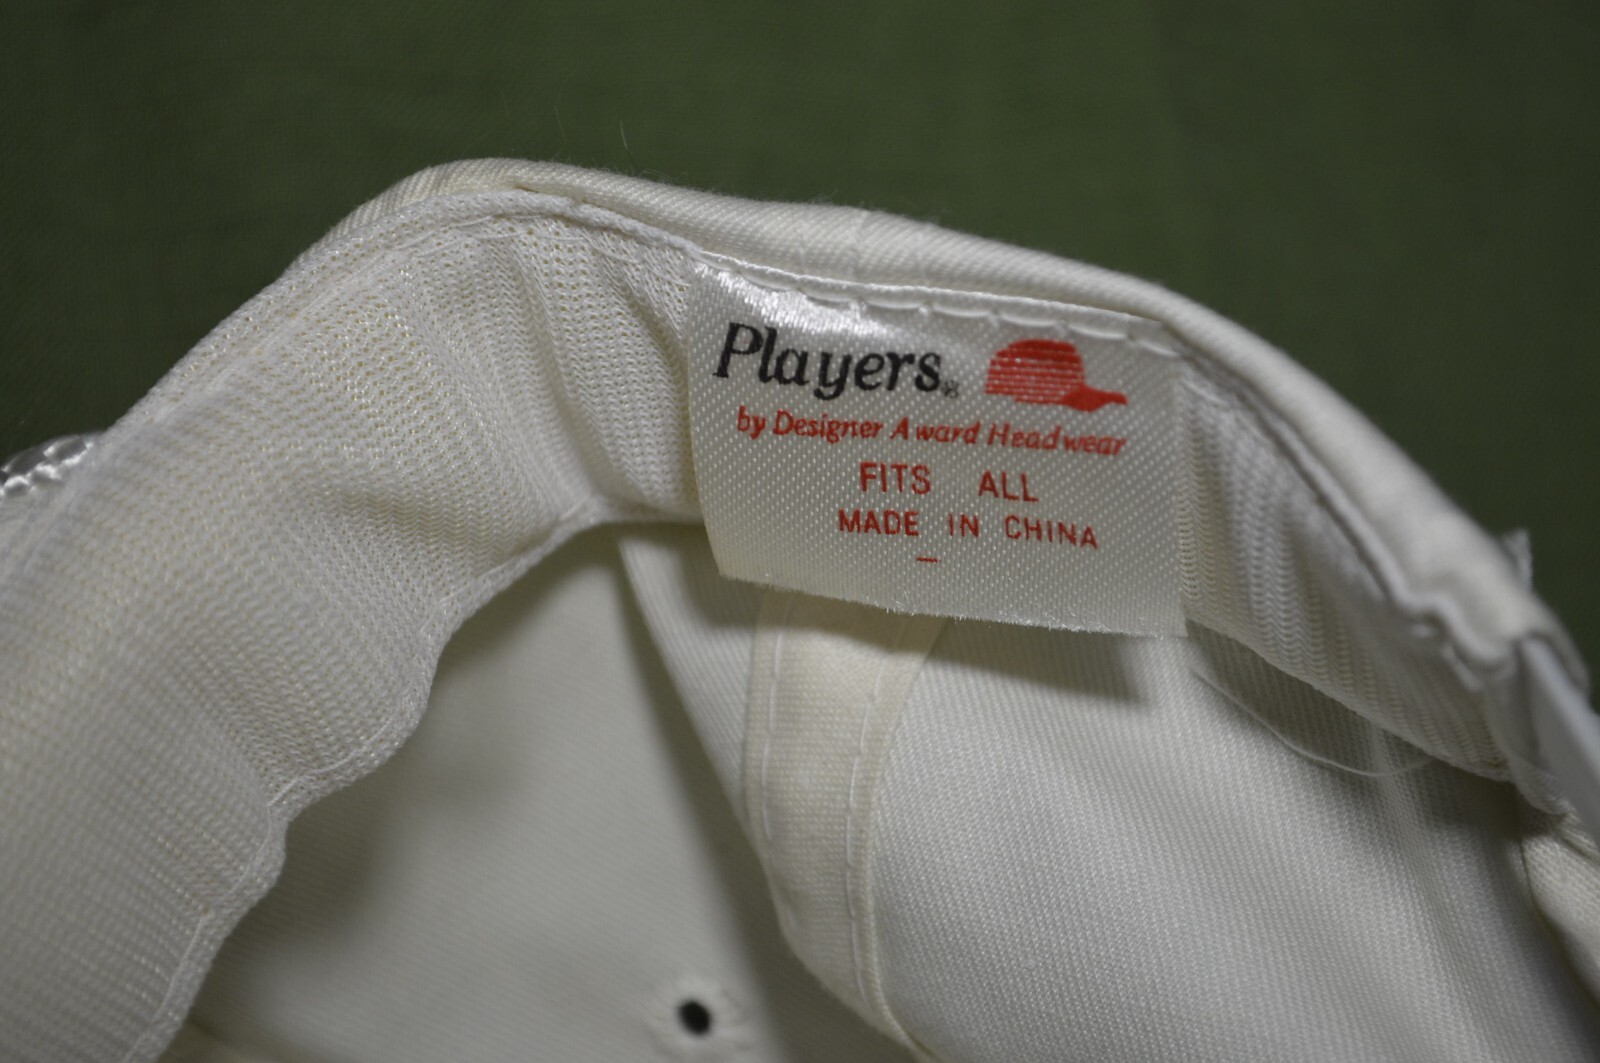 Players®
by Designer Award Headwear
FITS ALL
MADE IN CHINA